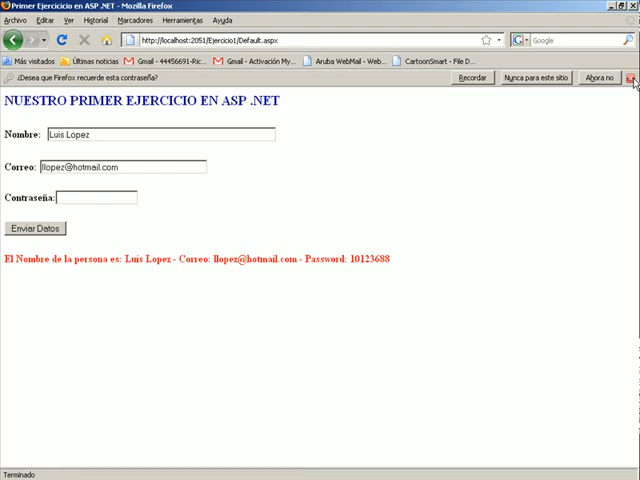 Primer Ejercicicio en ASP .NET - Mozilla Firefox
Archivo Editar Ver Historial Marcadores Herramientas Ayuda
http://localhost:2051/Ejercicio1/Default.aspx Google
Más visitados Últimas noticias Gmail - 44456691-Ric... Gmail - Activación My... Aruba WebMail - Web... CartoonSmart - File D...
¿Desea que Firefox recuerde esta contraseña? Recordar Nunca para este sitio Ahora no
NUESTRO PRIMER EJERCICIO EN ASP .NET
Nombre: Luis Lopez
Correo: llopez@hotmail.com
Contraseña:
Enviar Datos
El Nombre de la persona es: Luis Lopez - Correo: llopez@hotmail.com - Password: 10123688
Terminado